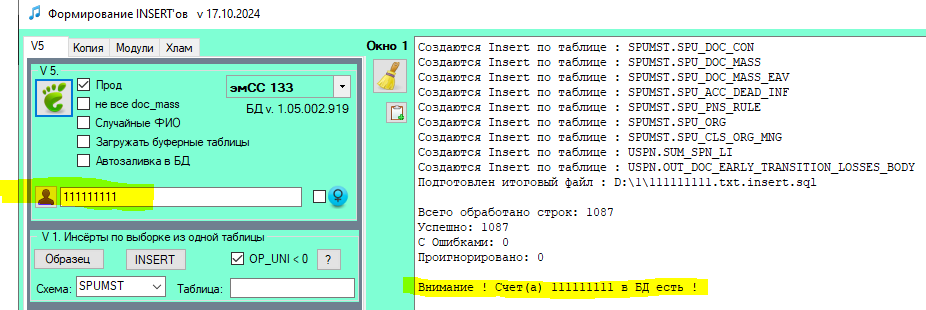 Формирование INSERT'ов v 17.10.2024
V5 Копия Модули Хлам
V 5.
Прод
эмСС 133
не все doc_mass
БД v. 1.05.002.919
Случайные ФИО
Загружать буферные таблицы
Автозаливка в БД
111111111
V 1. Инсёрты по выборке из одной таблицы
Образец INSERT OP_UNI < 0 ?
Схема: SPUMST Таблица:
Окно 1
Создаются Insert по таблице : SPUMST.SPU_DOC_CON
Создаются Insert по таблице : SPUMST.SPU_DOC_MASS
Создаются Insert по таблице : SPUMST.SPU_DOC_MASS_EAV
Создаются Insert по таблице : SPUMST.SPU_ACC_DEAD_INF
Создаются Insert по таблице : SPUMST.SPU_PNS_RULE
Создаются Insert по таблице : SPUMST.SPU_ORG
Создаются Insert по таблице : SPUMST.SPU_CLS_ORG_MNG
Создаются Insert по таблице : USPN.SUM_SPN_LI
Создаются Insert по таблице : USPN.OUT_DOC_EARLY_TRANSITION_LOSSES_BODY
Подготовлен итоговый файл : D:\1\111111111.txt.insert.sql
Всего обработано строк: 1087
Успешно: 1087
С Ошибками: 0
Проигнорировано: 0
Внимание ! Счет(а) 111111111 в БД есть !